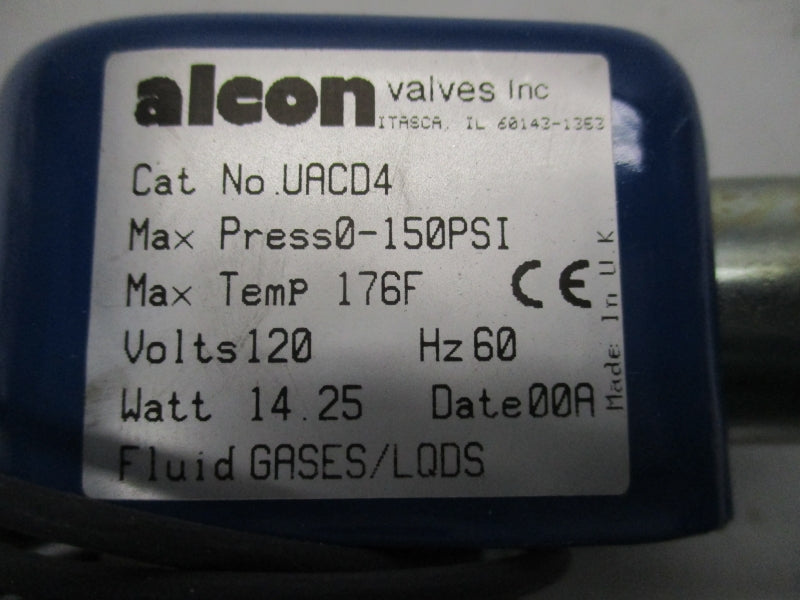 alcon valves Inc
ITASCA, IL 60143-1353
Cat No.UACD4
Max Press0-150PSI
Max Temp 176F CE
Volts120 Hz60
Watt 14.25 Date00A
Fluid GASES/LQDS
Made In U.K.